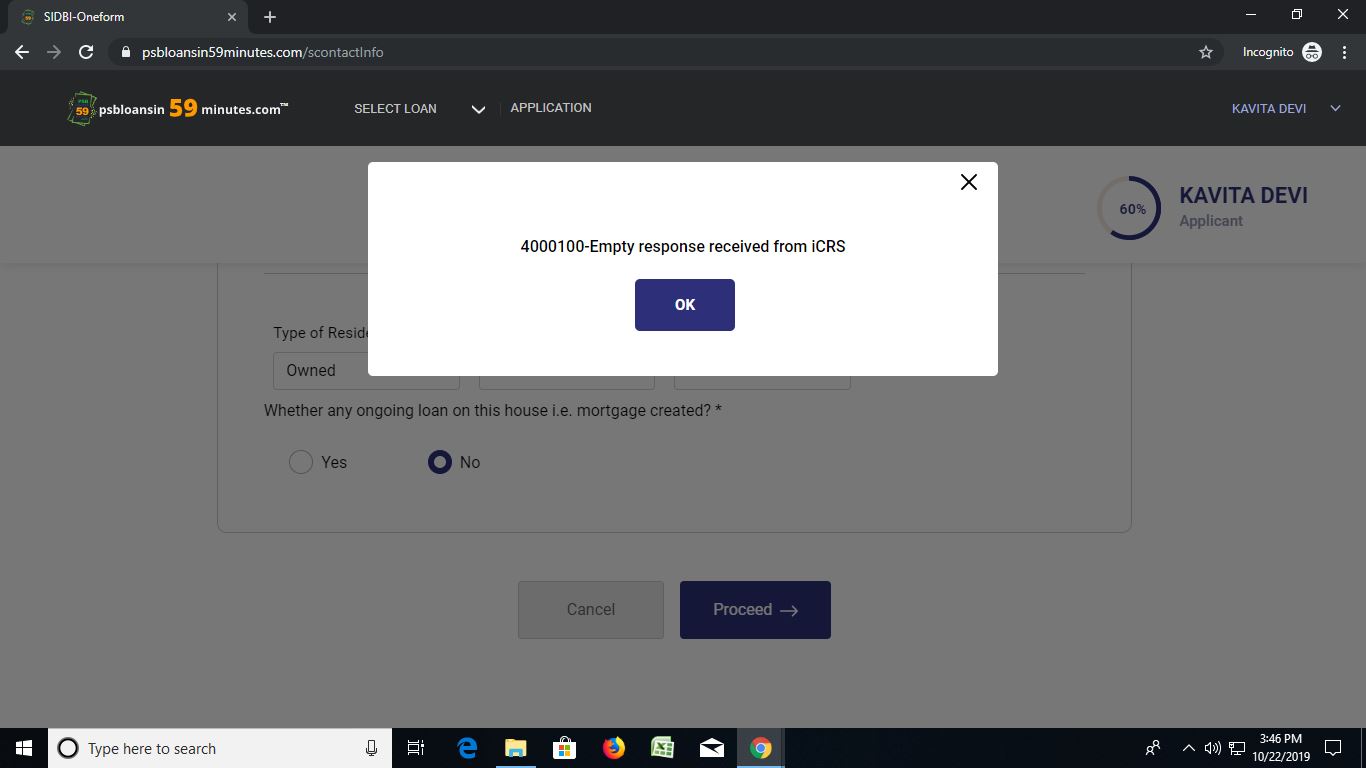 SIDBI-Oneform
psbloansin59minutes.com/scontactInfo
Incognito
PSB
59
psbloansin 59 minutes.com™
SELECT LOAN
APPLICATION
KAVITA DEVI
60%
KAVITA DEVI
Applicant
4000100-Empty response received from iCRS
OK
Type of Reside
Owned
Whether any ongoing loan on this house i.e. mortgage created? *
Yes
No
Cancel
Proceed →
Type here to search
3:46 PM
10/22/2019